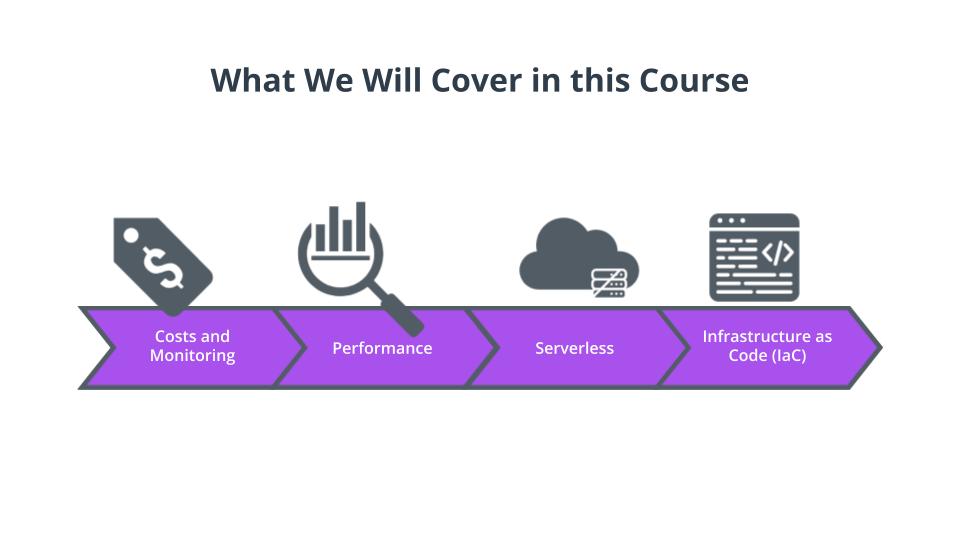 What We Will Cover in this Course
Costs and
Monitoring
Performance
Serverless
Infrastructure as
Code (IaC)